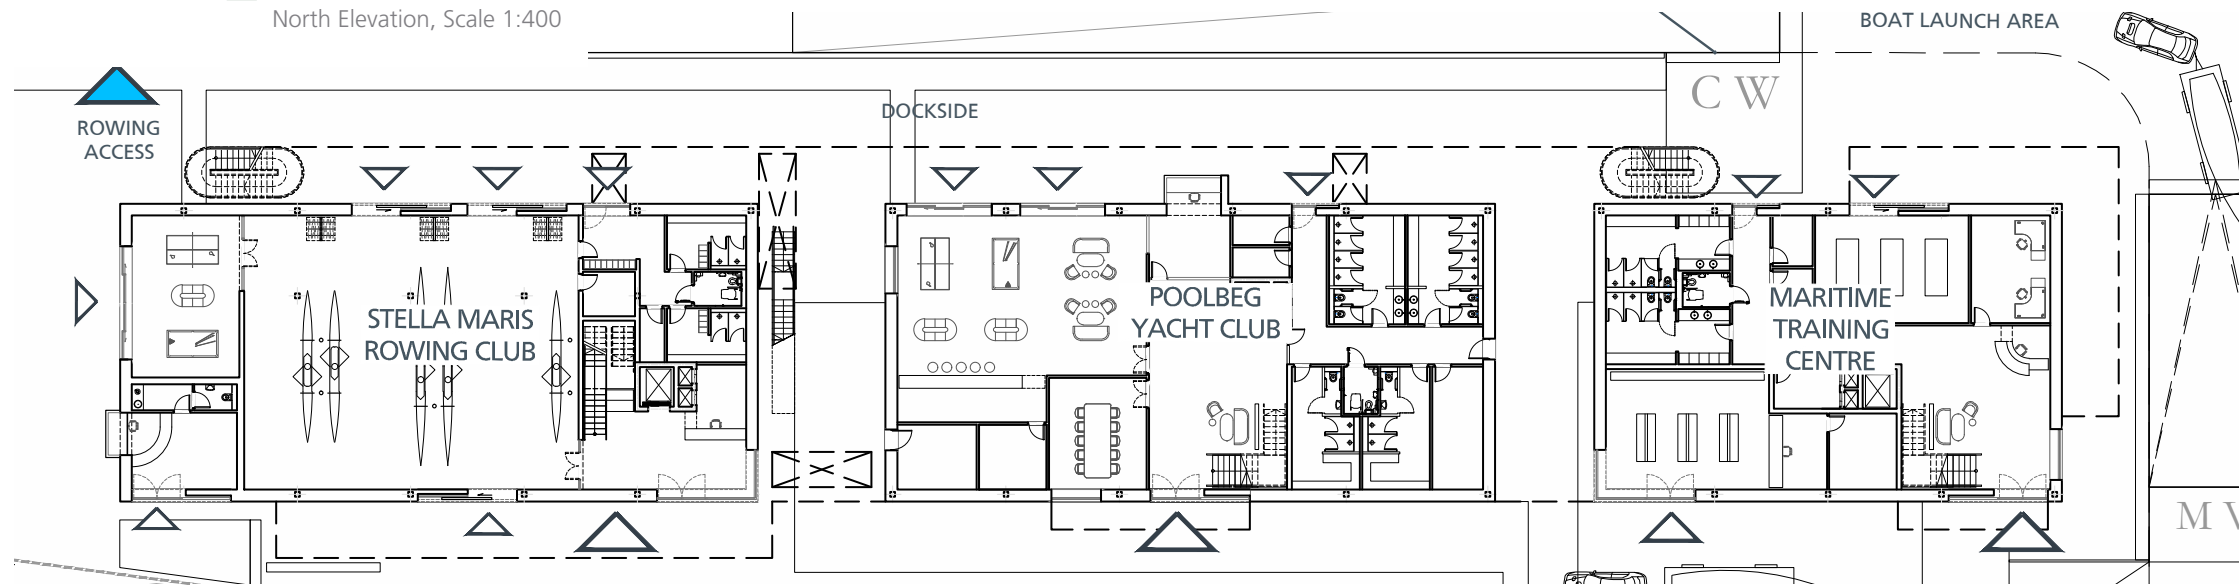 North Elevation, Scale 1:400
BOAT LAUNCH AREA
C W
DOCKSIDE
ROWING
ACCESS
STELLA MARIS
ROWING CLUB
POOLBEG
YACHT CLUB
MARITIME
TRAINING
CENTRE
M